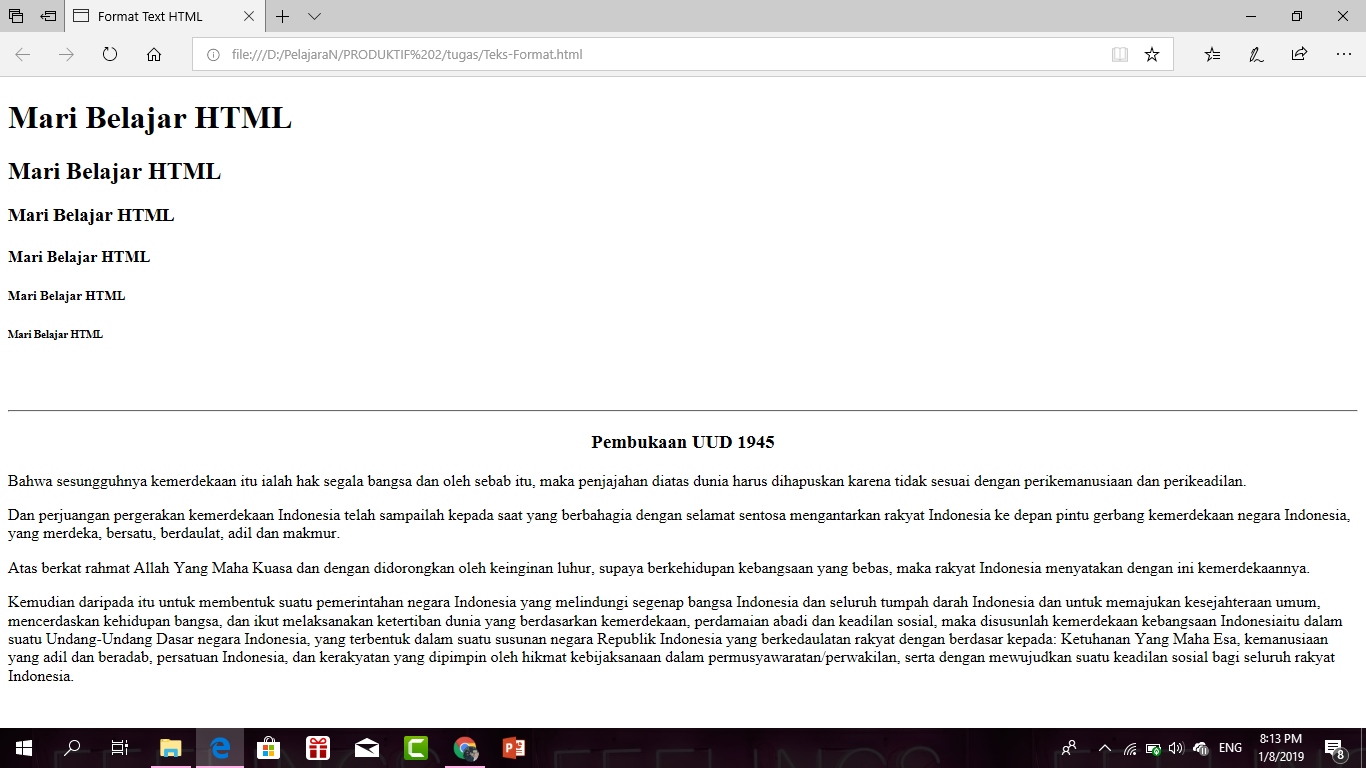 Format Text HTML
file:///D:/PelajaraN/PRODUKTIF%202/tugas/Teks-Format.html
Mari Belajar HTML
Mari Belajar HTML
Mari Belajar HTML
Mari Belajar HTML
Mari Belajar HTML
Mari Belajar HTML
Pembukaan UUD 1945
Bahwa sesungguhnya kemerdekaan itu ialah hak segala bangsa dan oleh sebab itu, maka penjajahan diatas dunia harus dihapuskan karena tidak sesuai dengan perikemanusiaan dan perikeadilan.
Dan perjuangan pergerakan kemerdekaan Indonesia telah sampailah kepada saat yang berbahagia dengan selamat sentosa mengantarkan rakyat Indonesia ke depan pintu gerbang kemerdekaan negara Indonesia,
yang merdeka, bersatu, berdaulat, adil dan makmur.
Atas berkat rahmat Allah Yang Maha Kuasa dan dengan didorongkan oleh keinginan luhur, supaya berkehidupan kebangsaan yang bebas, maka rakyat Indonesia menyatakan dengan ini kemerdekaannya.
Kemudian daripada itu untuk membentuk suatu pemerintahan negara Indonesia yang melindungi segenap bangsa Indonesia dan seluruh tumpah darah Indonesia dan untuk memajukan kesejahteraan umum,
mencerdaskan kehidupan bangsa, dan ikut melaksanakan ketertiban dunia yang berdasarkan kemerdekaan, perdamaian abadi dan keadilan sosial, maka disusunlah kemerdekaan kebangsaan Indonesiaitu dalam
suatu Undang-Undang Dasar negara Indonesia, yang terbentuk dalam suatu susunan negara Republik Indonesia yang berkedaulatan rakyat dengan berdasar kepada: Ketuhanan Yang Maha Esa, kemanusiaan
yang adil dan beradab, persatuan Indonesia, dan kerakyatan yang dipimpin oleh hikmat kebijaksanaan dalam permusyawaratan/perwakilan, serta dengan mewujudkan suatu keadilan sosial bagi seluruh rakyat
Indonesia.
ENG
8:13 PM
1/8/2019
8